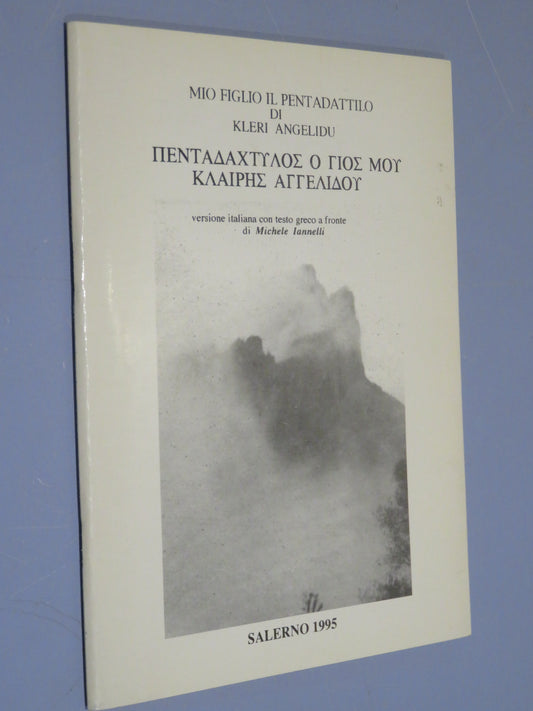 MIO FIGLIO IL PENTADATTILO
DI
KLERI ANGELIDU
ΠΕΝΤΑΔΑΧΤΥΛΟΣ Ο ΓΙΟΣ ΜΟΥ
ΚΛΑΙΡΗΣ ΑΓΓΕΛΙΔΟΥ
versione italiana con testo greco a fronte
di Michele Iannelli
SALERNO 1995